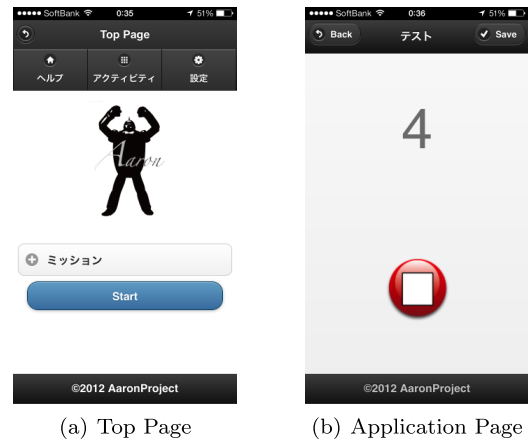 SoftBank 0:35 51%
Top Page
ヘルプ アクティビティ 設定
Aaron
ミッション
Start
©2012 AaronProject
(a) Top Page
SoftBank 0:36 51%
Back テスト Save
4
©2012 AaronProject
(b) Application Page